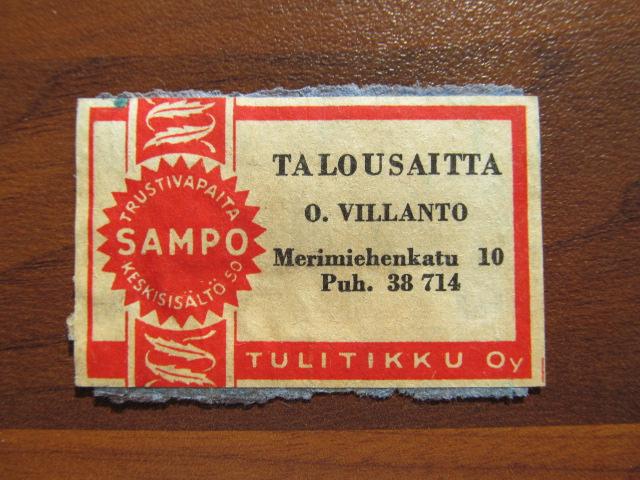 TRUSTIVAPAITA
SAMPO
KESKISISÄLTÖ 50
TALOUSAITTA
O. VILLANTO
Merimiehenkatu 10
Puh. 38 714
TULITIKKU Oy